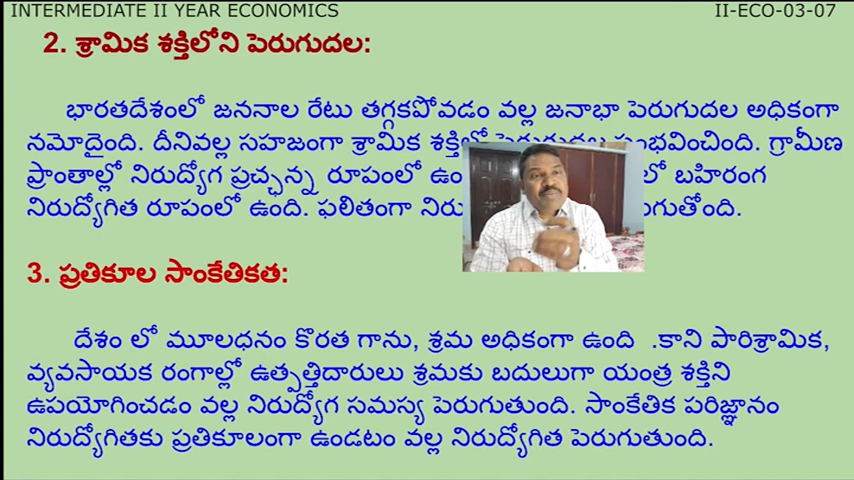 INTERMEDIATE II YEAR ECONOMICS
II-ECO-03-07
2. శ్రామిక శక్తిలోని పెరుగుదల:
భారతదేశంలో జననాల రేటు తగ్గకపోవడం వల్ల జనాభా పెరుగుదల అధికంగా
నమోదైంది. దీనివల్ల సహజంగా శ్రామిక శక్తిలో పెరుగుదల సంభవించింది. గ్రామీణ
ప్రాంతాల్లో నిరుద్యోగ ప్రచ్ఛన్న రూపంలో బహిరంగ
నిరుద్యోగిత రూపంలో ఉంది. ఫలితంగా
3. ప్రతికూల సాంకేతికత:
దేశం లో మూలధనం కొరత గాను, శ్రమ అధికంగా ఉంది .కాని పారిశ్రామిక,
వ్యవసాయక రంగాల్లో ఉత్పత్తిదారులు శ్రమకు బదులుగా యంత్ర శక్తిని
ఉపయోగించడం వల్ల నిరుద్యోగ సమస్య పెరుగుతుంది. సాంకేతిక పరిజ్ఞానం
నిరుద్యోగితకు ప్రతికూలంగా ఉండటం వల్ల నిరుద్యోగిత పెరుగుతుంది.